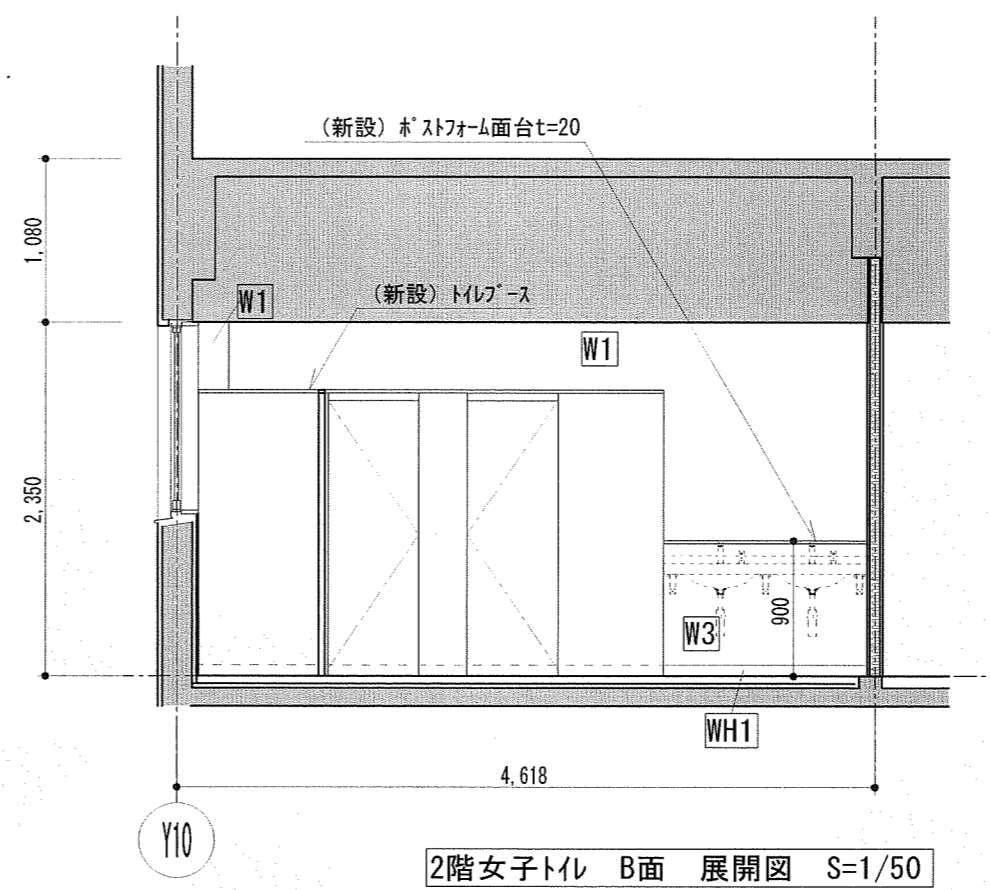 (新設) ポストフォーム面台t=20
1,080
W1
(新設) トイレブース
W1
2,350
900
W3
WH1
4,618
Y10
2階女子トイレ B面 展開図 S=1/50